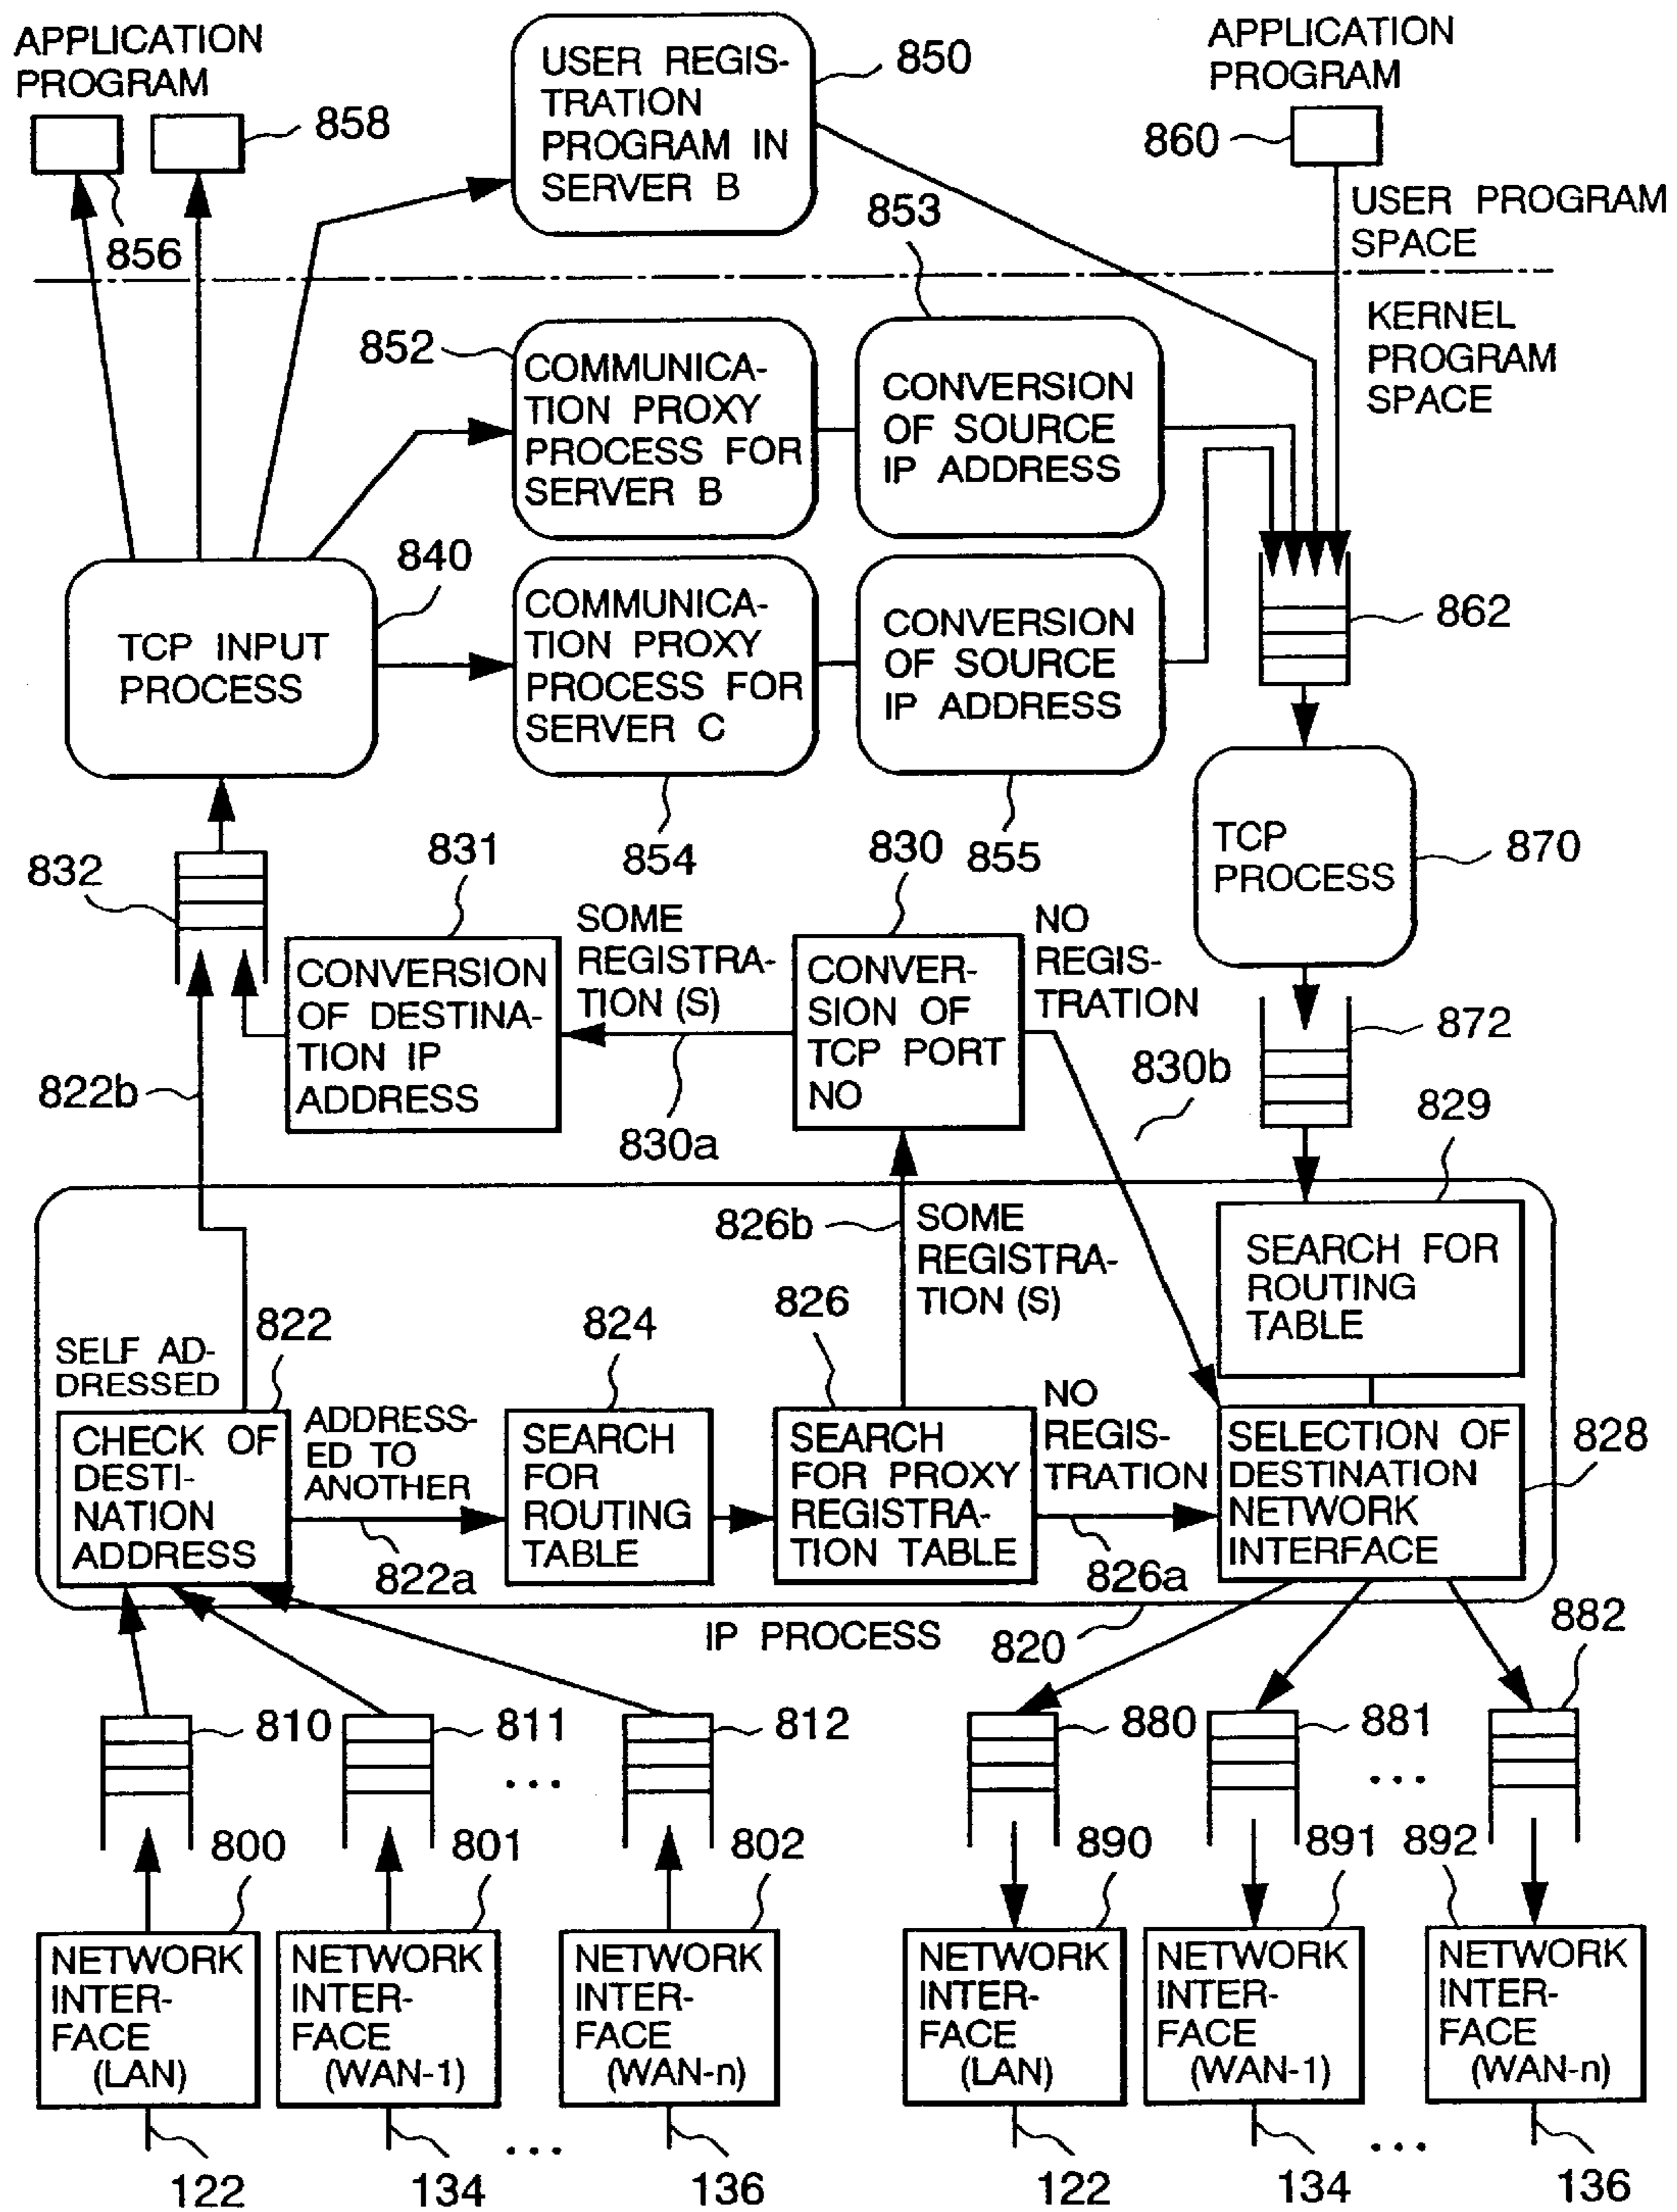 APPLICATION
PROGRAM
856
858
USER REGIS-
TRATION
PROGRAM IN
SERVER B
850
APPLICATION
PROGRAM
860
USER PROGRAM
SPACE
KERNEL
PROGRAM
SPACE
852
COMMUNICA-
TION PROXY
PROCESS FOR
SERVER B
853
CONVERSION
OF SOURCE
IP ADDRESS
840
TCP INPUT
PROCESS
COMMUNICA-
TION PROXY
PROCESS FOR
SERVER C
854
CONVERSION
OF SOURCE
IP ADDRESS
855
862
TCP
PROCESS
870
832
831
CONVERSION
OF DESTINA-
TION IP
ADDRESS
SOME
REGISTRA-
TION (S)
830a
830
CONVER-
SION OF
TCP PORT
NO
NO
REGIS-
TRATION
830b
872
829
822b
826b
SOME
REGISTRA-
TION (S)
SEARCH FOR
ROUTING
TABLE
SELF AD-
DRESSED
822
CHECK OF
DESTI-
NATION
ADDRESS
ADDRESS-
ED TO
ANOTHER
822a
824
SEARCH
FOR
ROUTING
TABLE
826
SEARCH
FOR PROXY
REGISTRA-
TION TABLE
NO
REGIS-
TRATION
826a
SELECTION OF
DESTINATION
NETWORK
INTERFACE
828
IP PROCESS
820
810
811
...
812
880
881
...
882
800
801
802
890
891
892
NETWORK
INTER-
FACE
(LAN)
NETWORK
INTER-
FACE
(WAN-1)
NETWORK
INTER-
FACE
(WAN-n)
NETWORK
INTER-
FACE
(LAN)
NETWORK
INTER-
FACE
(WAN-1)
NETWORK
INTER-
FACE
(WAN-n)
122
134
...
136
122
134
...
136